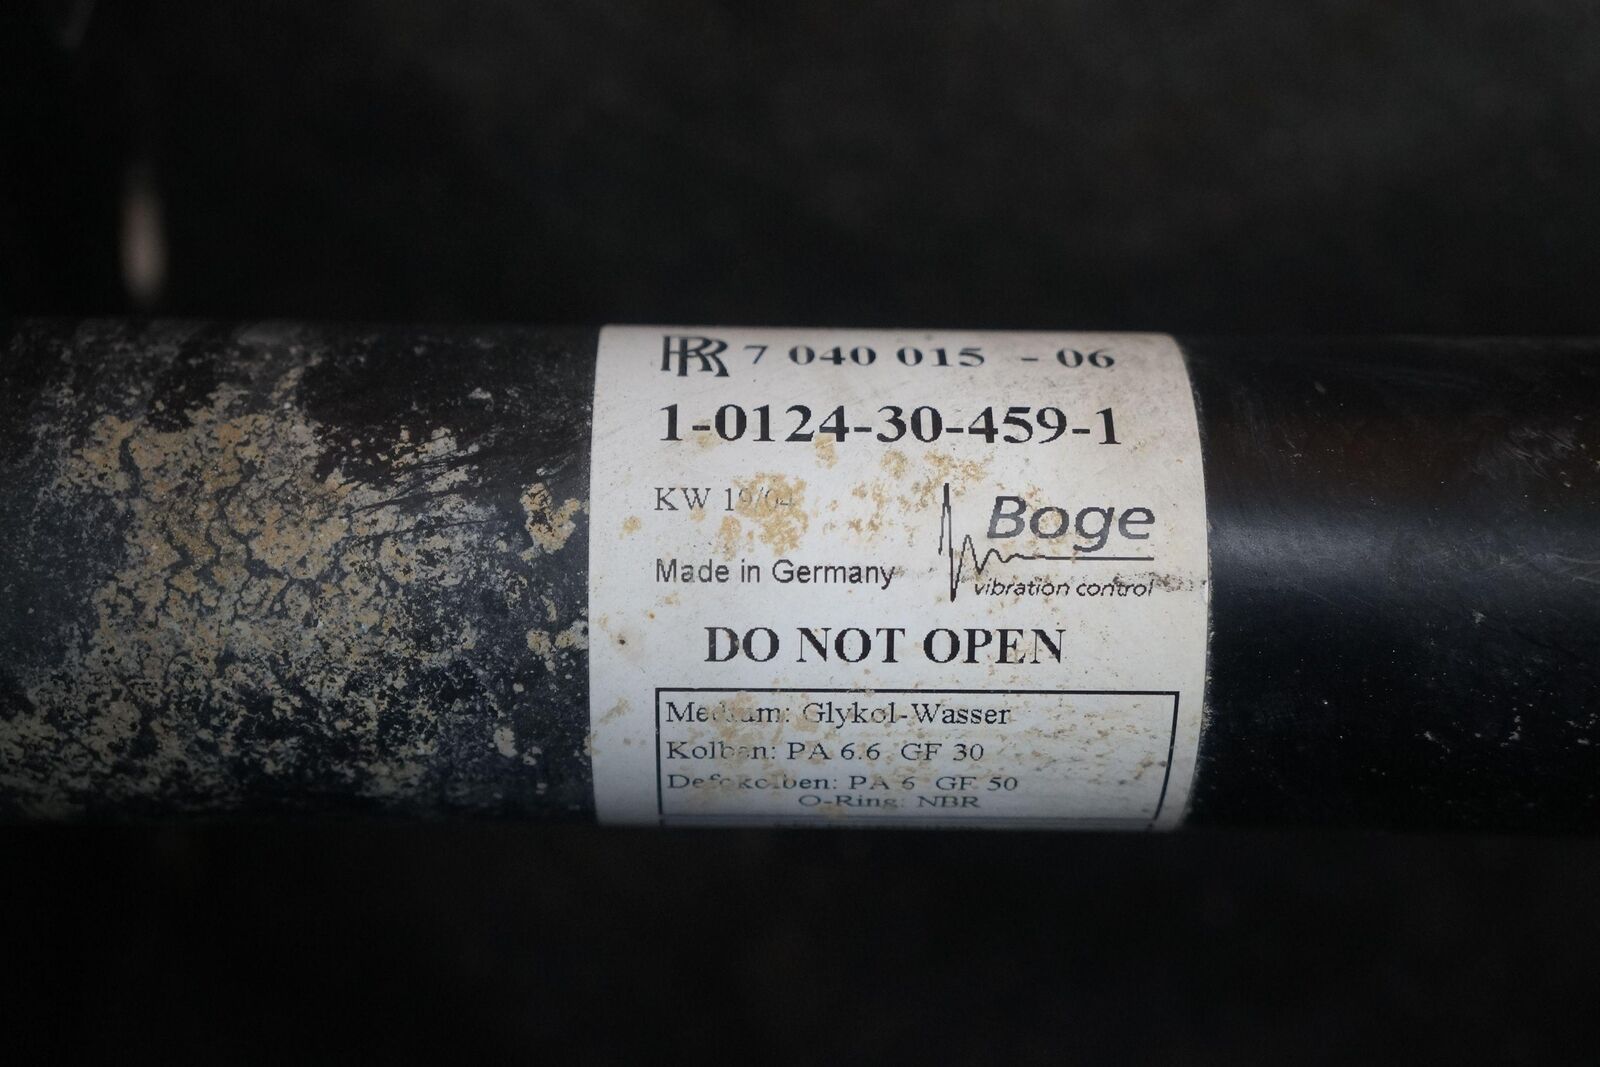 RR 7 040 015 - 06
1-0124-30-459-1
KW 19/04
Boge
Made in Germany
vibration control
DO NOT OPEN
Medium: Glykol-Wasser
Kolben: PA 6.6 GF 30
Defokolben: PA 6 GF 50
O-Ring: NBR